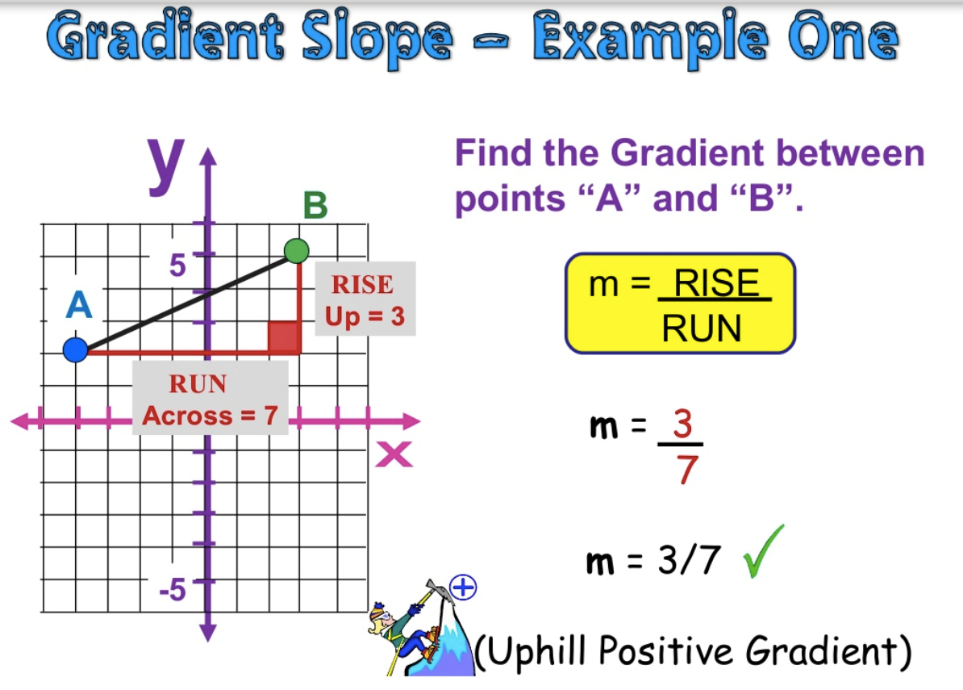 Gradient Slope - Example One
y
B
5
A
RISE
Up = 3
RUN
Across = 7
x
-5
Find the Gradient between
points “A” and “B”.
m = RISE
RUN
m = 3
7
m = 3/7 ✓
+
(Uphill Positive Gradient)